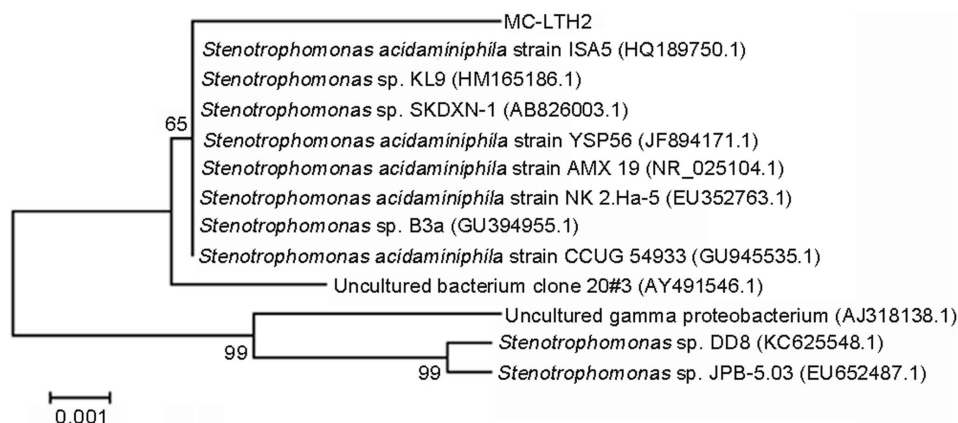 MC-LTH2
Stenotrophomonas acidaminiphila strain ISA5 (HQ189750.1)
Stenotrophomonas sp. KL9 (HM165186.1)
Stenotrophomonas sp. SKDXN-1 (AB826003.1)
65
Stenotrophomonas acidaminiphila strain YSP56 (JF894171.1)
Stenotrophomonas acidaminiphila strain AMX 19 (NR_025104.1)
Stenotrophomonas acidaminiphila strain NK 2.Ha-5 (EU352763.1)
Stenotrophomonas sp. B3a (GU394955.1)
Stenotrophomonas acidaminiphila strain CCUG 54933 (GU945535.1)
Uncultured bacterium clone 20#3 (AY491546.1)
Uncultured gamma proteobacterium (AJ318138.1)
Stenotrophomonas sp. DD8 (KC625548.1)
99
99
Stenotrophomonas sp. JPB-5.03 (EU652487.1)
0.001